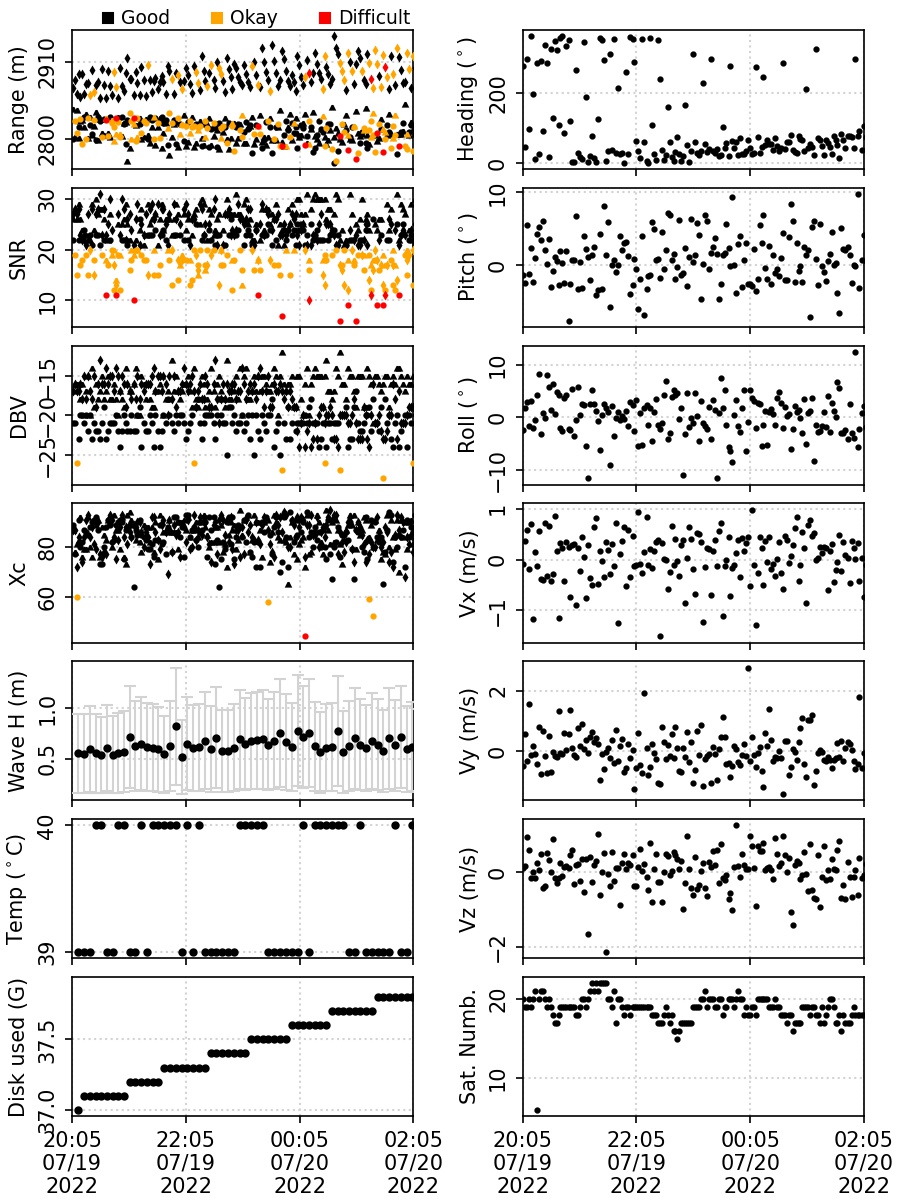 Good Okay Difficult
Range (m)
2910
2800
Heading (°)
200
0
SNR
30
20
10
Pitch (°)
10
0
DBV
−15
−20
−25
Roll (°)
10
0
−10
Xc
80
60
Vx (m/s)
1
0
−1
Wave H (m)
1.0
0.5
Vy (m/s)
2
0
Temp (°C)
40
39
Vz (m/s)
0
−2
Disk used (G)
37.5
37.0
Sat. Numb.
20
10
20:05 22:05 00:05 02:05
07/19 07/19 07/20 07/20
2022 2022 2022 2022
20:05 22:05 00:05 02:05
07/19 07/19 07/20 07/20
2022 2022 2022 2022